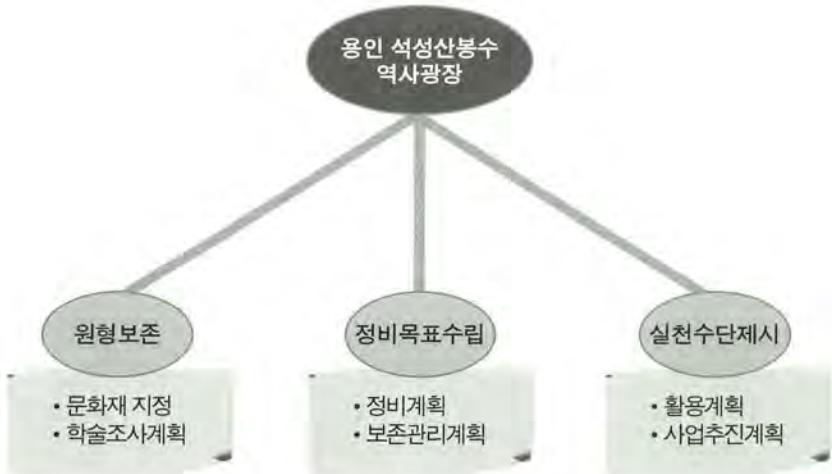 용인 석성산봉수
역사광장
원형보존
정비목표수립
실천수단제시
• 문화재 지정
• 학술조사계획
• 정비계획
• 보존관리계획
• 활용계획
• 사업추진계획